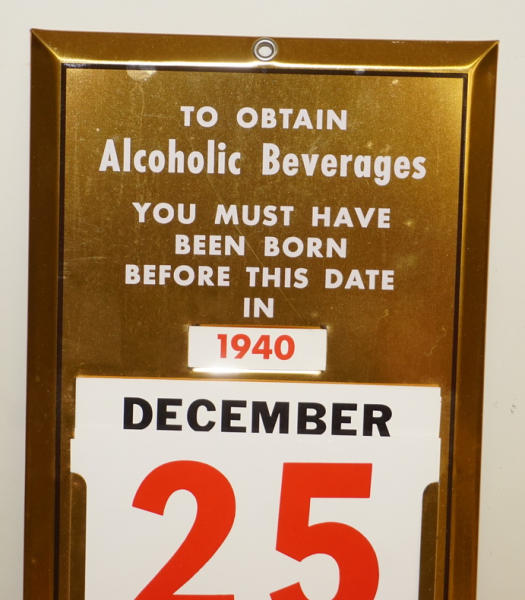 TO OBTAIN
Alcoholic Beverages
YOU MUST HAVE
BEEN BORN
BEFORE THIS DATE
IN
1940
DECEMBER
25